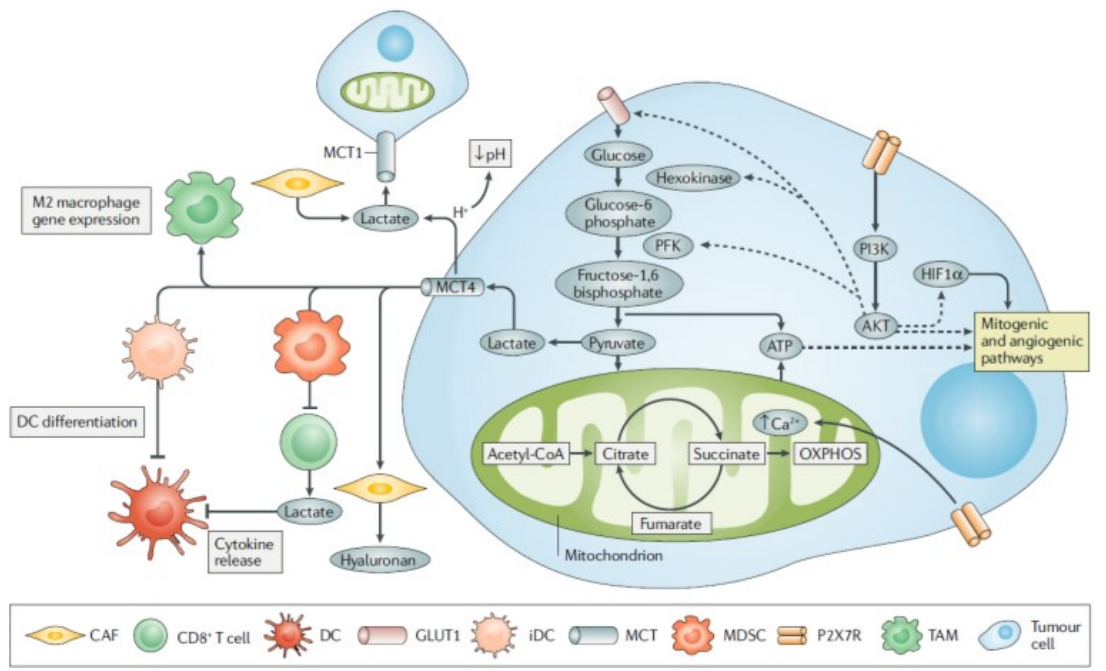 MCT1
↓pH
M2 macrophage
gene expression
Lactate
H⁺
MCT4
Glucose
Hexokinase
Glucose-6
phosphate
PFK
Fructose-1,6
bisphosphate
Lactate
Pyruvate
ATP
PI3K
HIF1α
AKT
Mitogenic
and angiogenic
pathways
DC differentiation
Lactate
Cytokine
release
Hyaluronan
↑Ca²⁺
Acetyl-CoA
Citrate
Succinate
OXPHOS
Fumarate
Mitochondrion
CAF
CD8⁺ T cell
DC
GLUT1
iDC
MCT
MDSC
P2X7R
TAM
Tumour
cell